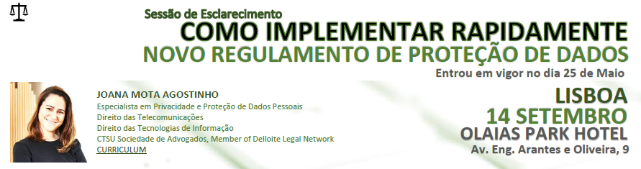 Sessão de Esclarecimento
COMO IMPLEMENTAR RAPIDAMENTE
NOVO REGULAMENTO DE PROTEÇÃO DE DADOS
Entrou em vigor no dia 25 de Maio
JOANA MOTA AGOSTINHO
Especialista em Privacidade e Proteção de Dados Pessoais
Direito das Telecomunicações
Direito das Tecnologias de Informação
CTSU Sociedade de Advogados, Member of Delloite Legal Network
CURRICULUM
LISBOA
14 SETEMBRO
OLAIAS PARK HOTEL
Av. Eng. Arantes e Oliveira, 9